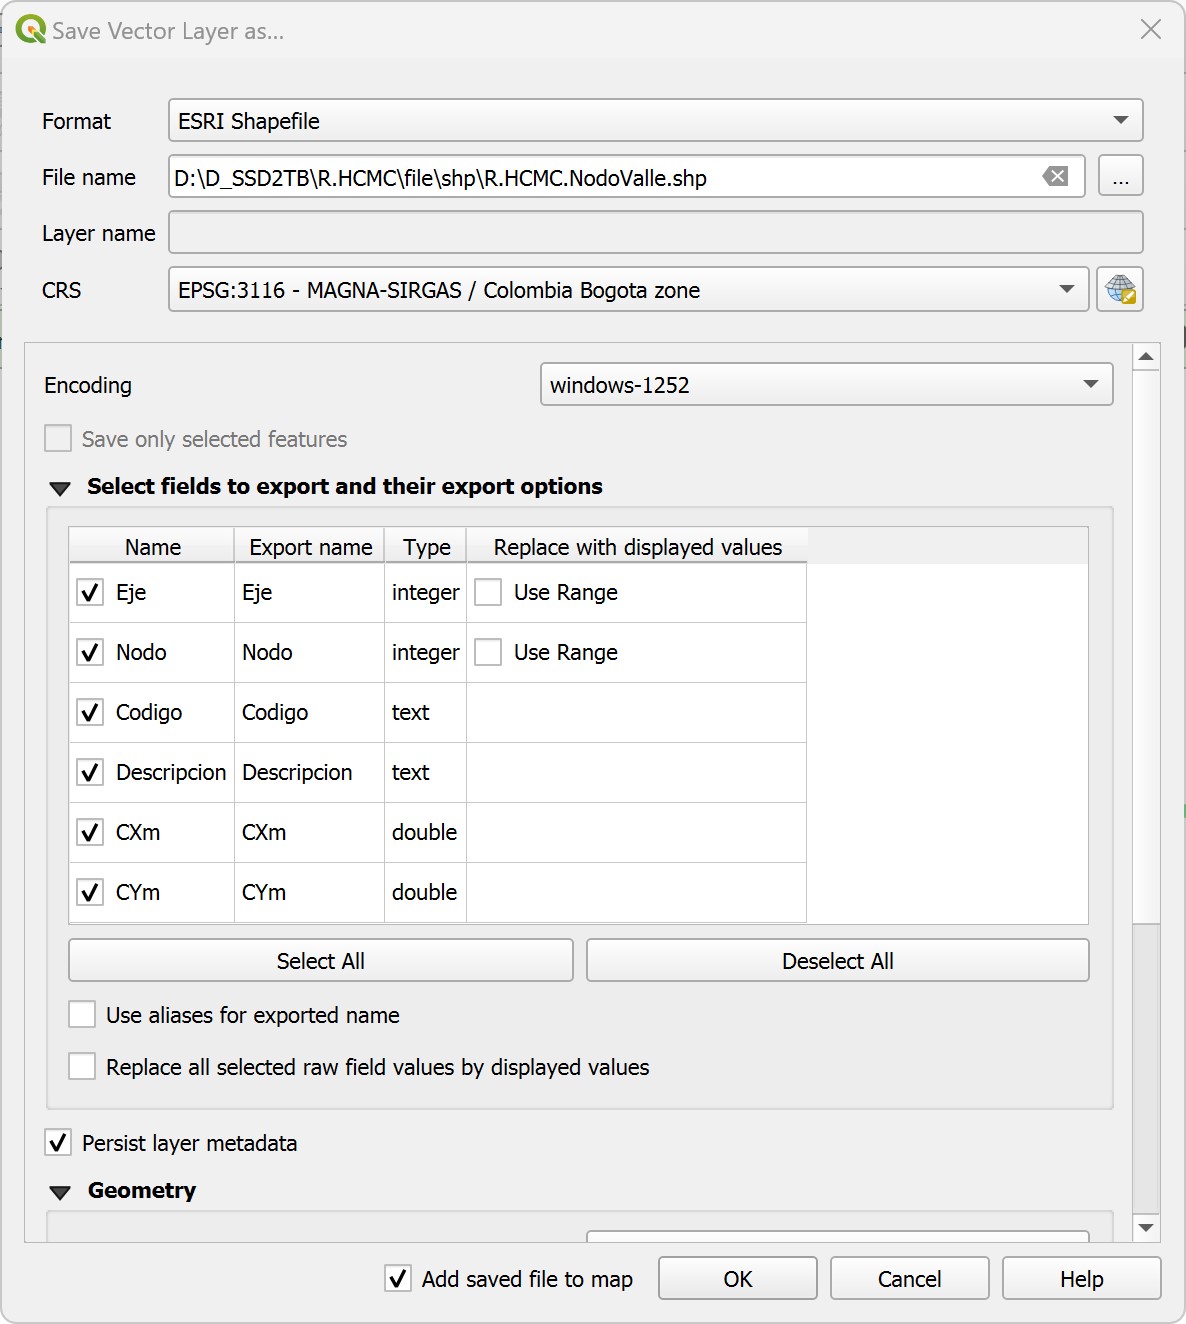 Save Vector Layer as...
Format ESRI Shapefile
File name D:\D_SSD2TB\R.HCMC\file\shp\R.HCMC.NodoValle.shp ...
Layer name
CRS EPSG:3116 - MAGNA-SIRGAS / Colombia Bogota zone
Encoding windows-1252
Save only selected features
Select fields to export and their export options
Name Export name Type Replace with displayed values
Eje Eje integer Use Range
Nodo Nodo integer Use Range
Codigo Codigo text
Descripcion Descripcion text
CXm CXm double
CYm CYm double
Select All Deselect All
Use aliases for exported name
Replace all selected raw field values by displayed values
Persist layer metadata
Geometry
Add saved file to map OK Cancel Help